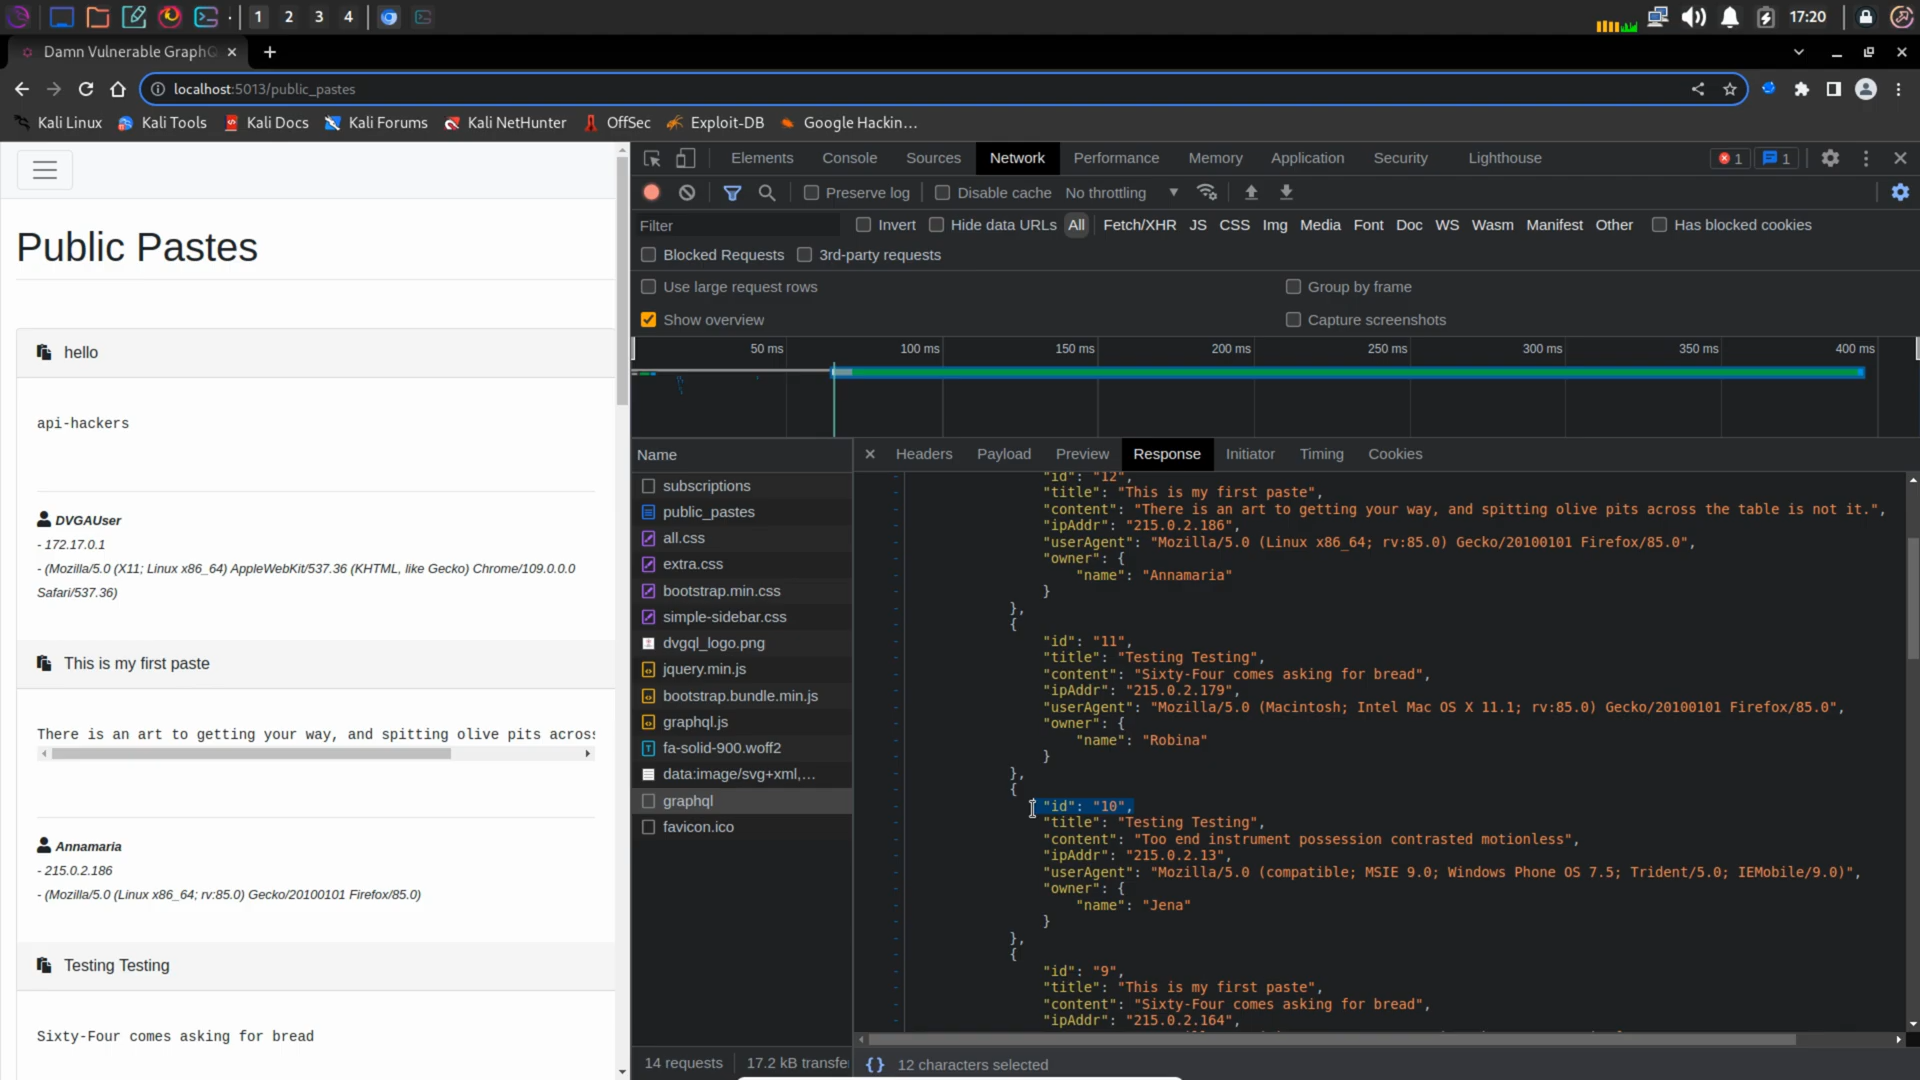 1 2 3 4 17:20
Damn Vulnerable GraphQ
localhost:5013/public_pastes
Kali Linux Kali Tools Kali Docs Kali Forums Kali NetHunter OffSec Exploit-DB Google Hackin...
Public Pastes
hello
api-hackers
DVGAUser
- 172.17.0.1
- (Mozilla/5.0 (X11; Linux x86_64) AppleWebKit/537.36 (KHTML, like Gecko) Chrome/109.0.0.0
Safari/537.36)
This is my first paste
There is an art to getting your way, and spitting olive pits across
Annamaria
- 215.0.2.186
- (Mozilla/5.0 (Linux x86_64; rv:85.0) Gecko/20100101 Firefox/85.0)
Testing Testing
Sixty-Four comes asking for bread
Elements Console Sources Network Performance Memory Application Security Lighthouse 1 1
Preserve log Disable cache No throttling
Filter Invert Hide data URLs All Fetch/XHR JS CSS Img Media Font Doc WS Wasm Manifest Other Has blocked cookies
Blocked Requests 3rd-party requests
Use large request rows Group by frame
Show overview Capture screenshots
50 ms 100 ms 150 ms 200 ms 250 ms 300 ms 350 ms 400 ms
Name
subscriptions
public_pastes
all.css
extra.css
bootstrap.min.css
simple-sidebar.css
dvgql_logo.png
jquery.min.js
bootstrap.bundle.min.js
graphql.js
fa-solid-900.woff2
data:image/svg+xml,...
graphql
favicon.ico
14 requests 17.2 kB transfe
Headers Payload Preview Response Initiator Timing Cookies
"id": "12",
"title": "This is my first paste",
"content": "There is an art to getting your way, and spitting olive pits across the table is not it.",
"ipAddr": "215.0.2.186",
"userAgent": "Mozilla/5.0 (Linux x86_64; rv:85.0) Gecko/20100101 Firefox/85.0",
"owner": {
"name": "Annamaria"
}
},
{
"id": "11",
"title": "Testing Testing",
"content": "Sixty-Four comes asking for bread",
"ipAddr": "215.0.2.179",
"userAgent": "Mozilla/5.0 (Macintosh; Intel Mac OS X 11.1; rv:85.0) Gecko/20100101 Firefox/85.0",
"owner": {
"name": "Robina"
}
},
{
"id": "10",
"title": "Testing Testing",
"content": "Too end instrument possession contrasted motionless",
"ipAddr": "215.0.2.13",
"userAgent": "Mozilla/5.0 (compatible; MSIE 9.0; Windows Phone OS 7.5; Trident/5.0; IEMobile/9.0)",
"owner": {
"name": "Jena"
}
},
{
"id": "9",
"title": "This is my first paste",
"content": "Sixty-Four comes asking for bread",
"ipAddr": "215.0.2.164",
{} 12 characters selected